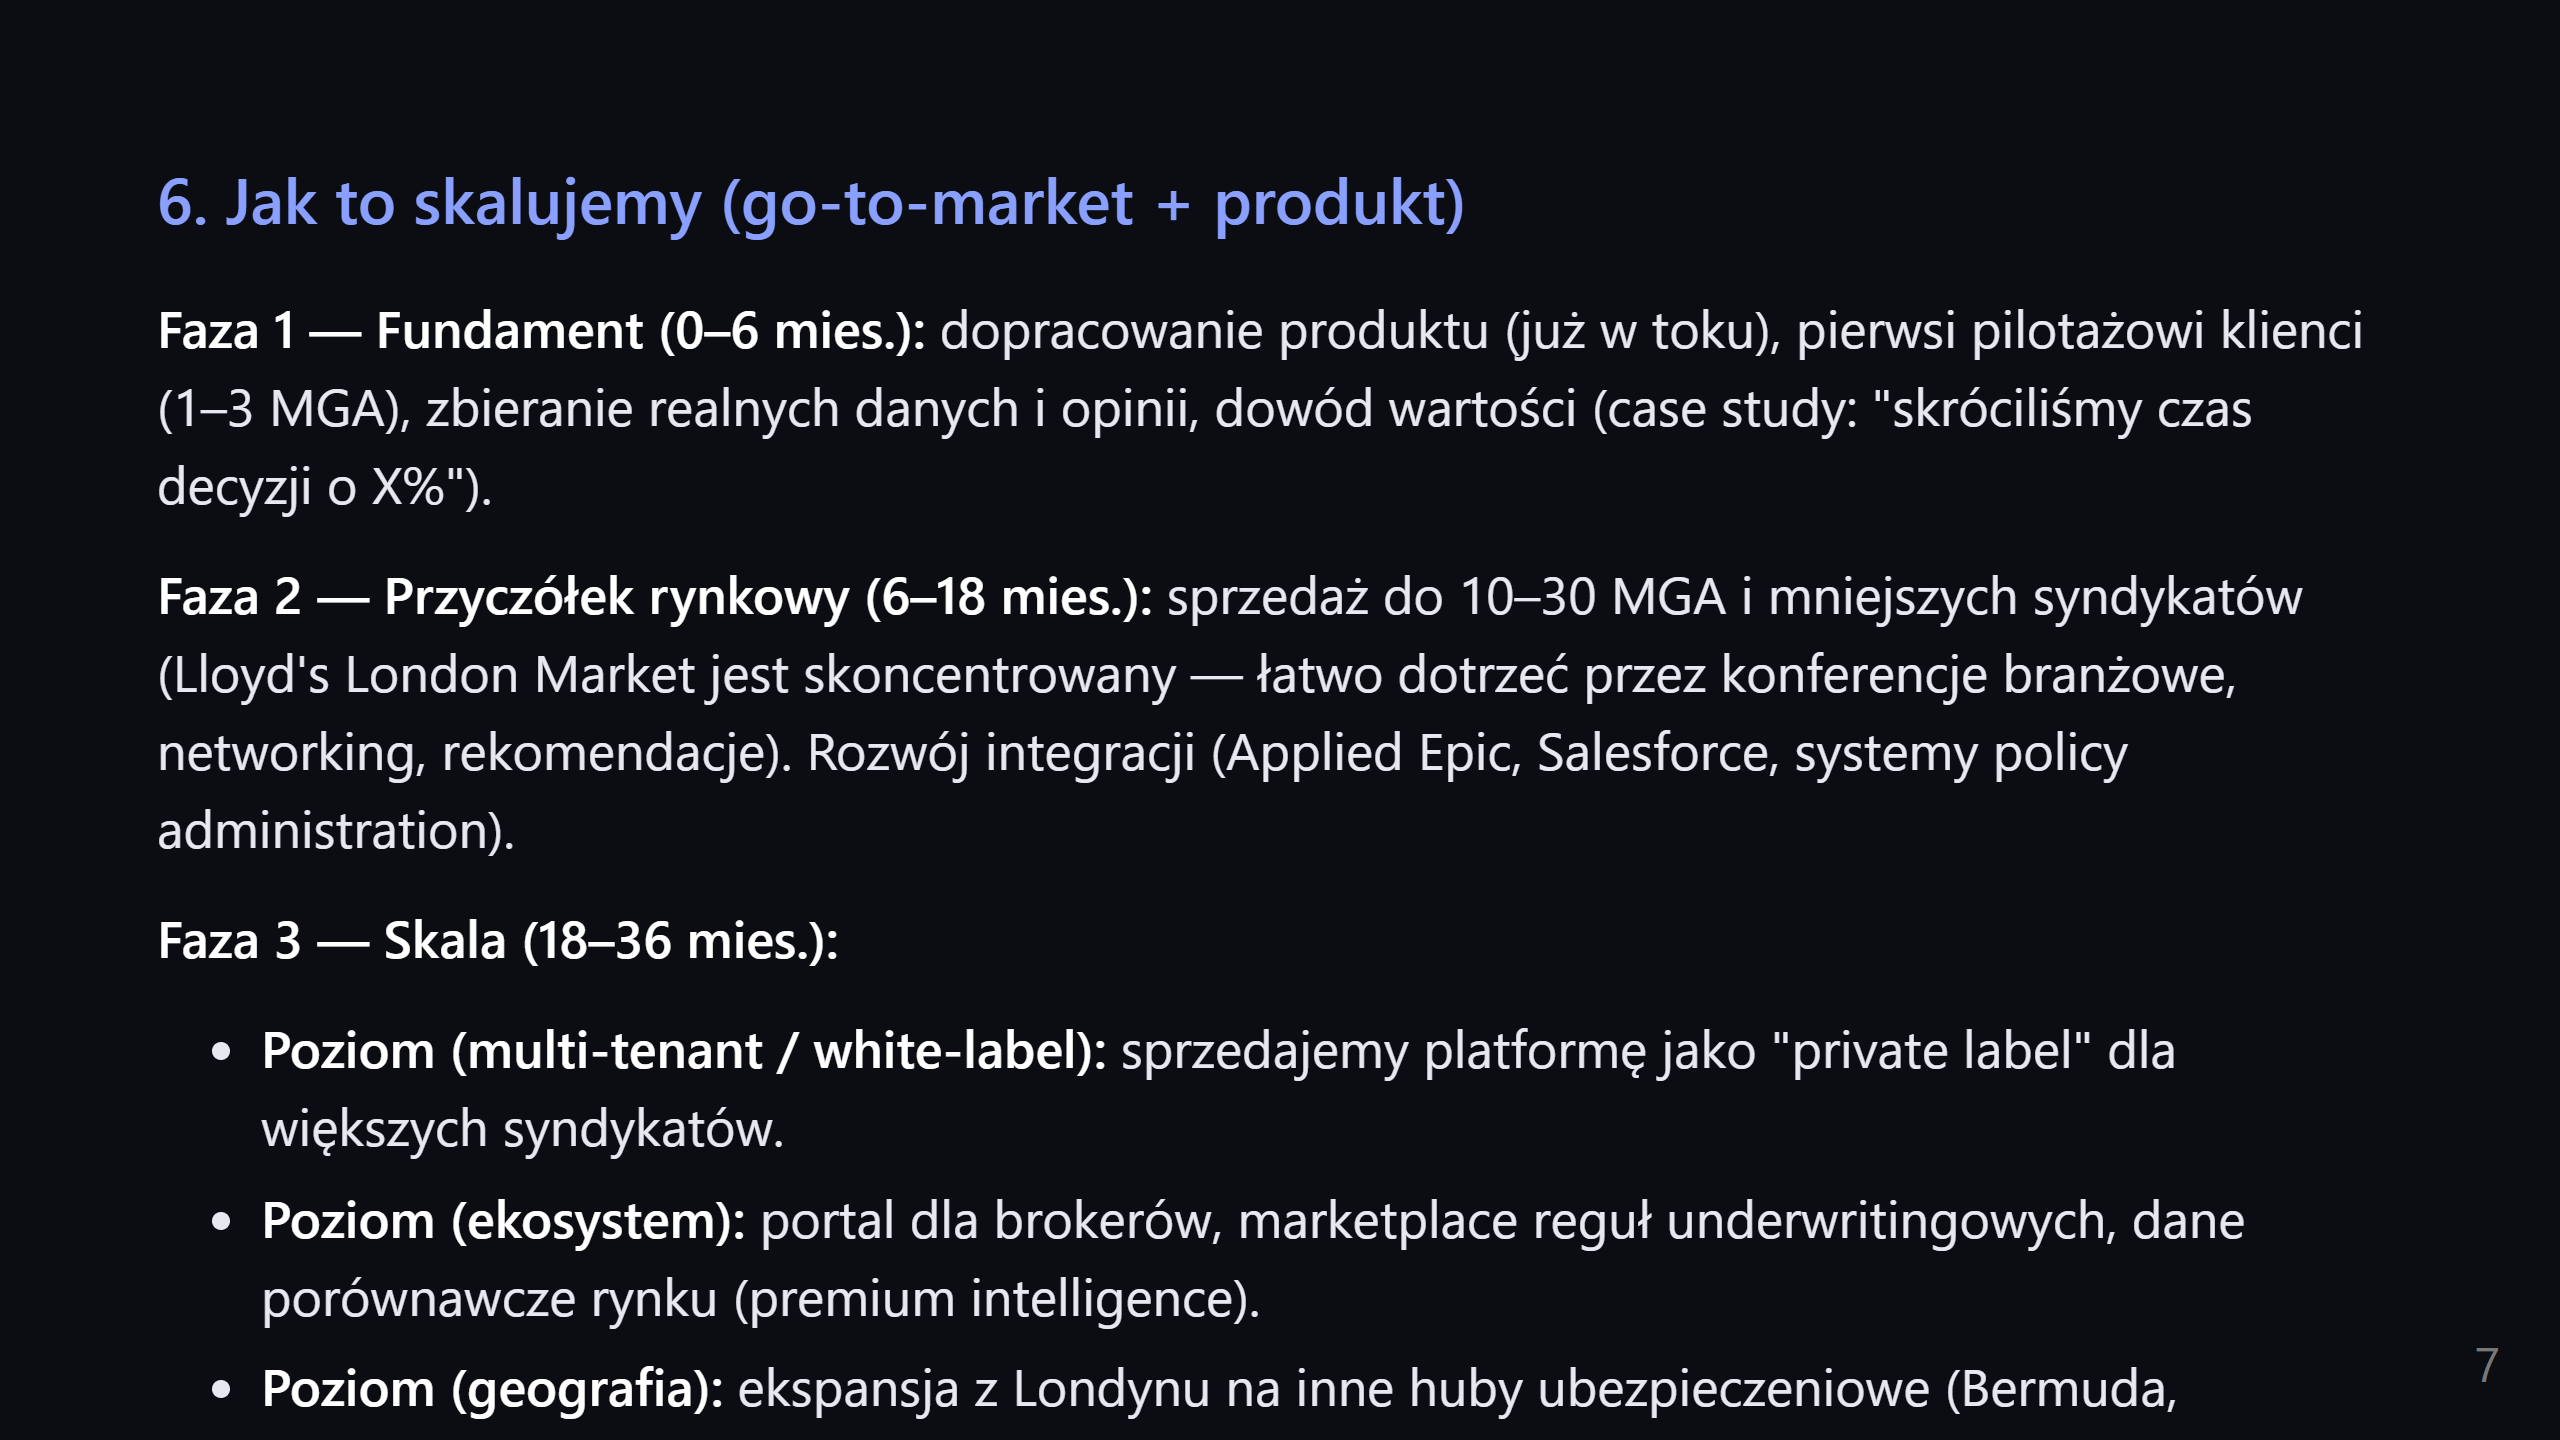 6. Jak to skalujemy (go-to-market + produkt)
Faza 1 — Fundament (0–6 mies.): dopracowanie produktu (już w toku), pierwsi pilotażowi klienci
(1–3 MGA), zbieranie realnych danych i opinii, dowód wartości (case study: "skróciliśmy czas
decyzji o X%").
Faza 2 — Przyczółek rynkowy (6–18 mies.): sprzedaż do 10–30 MGA i mniejszych syndykatów
(Lloyd's London Market jest skoncentrowany — łatwo dotrzeć przez konferencje branżowe,
networking, rekomendacje). Rozwój integracji (Applied Epic, Salesforce, systemy policy
administration).
Faza 3 — Skala (18–36 mies.):
• Poziom (multi-tenant / white-label): sprzedajemy platformę jako "private label" dla
większych syndykatów.
• Poziom (ekosystem): portal dla brokerów, marketplace reguł underwritingowych, dane
porównawcze rynku (premium intelligence).
• Poziom (geografia): ekspansja z Londynu na inne huby ubezpieczeniowe (Bermuda,
7